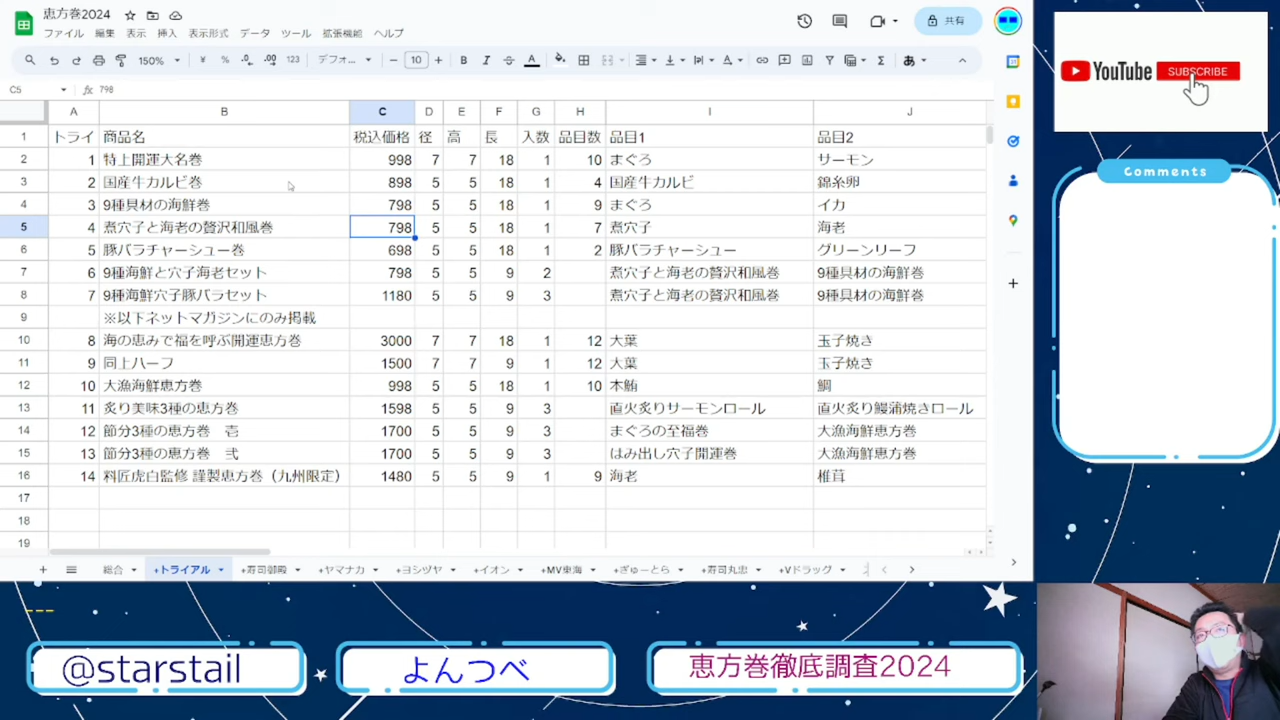 恵方巻2024
ファイル 編集 表示 挿入 表示形式 データ ツール 拡張機能 ヘルプ
共有
150% ¥ % .0 .00 123 デフォ... 10 B I A あ
C5 fx 798
A B C D E F G H I J
1 トライ 商品名 税込価格 径 高 長 入数 品目数 品目1 品目2
2 1 特上開運大名巻 998 7 7 18 1 10 まぐろ サーモン
3 2 国産牛カルビ巻 898 5 5 18 1 4 国産牛カルビ 錦糸卵
4 3 9種具材の海鮮巻 798 5 5 18 1 9 まぐろ イカ
5 4 煮穴子と海老の贅沢和風巻 798 5 5 18 1 7 煮穴子 海老
6 5 豚バラチャーシュー巻 698 5 5 18 1 2 豚バラチャーシュー グリーンリーフ
7 6 9種海鮮と穴子海老セット 798 5 5 9 2 煮穴子と海老の贅沢和風巻 9種具材の海鮮巻
8 7 9種海鮮穴子豚バラセット 1180 5 5 9 3 煮穴子と海老の贅沢和風巻 9種具材の海鮮巻
9 ※以下ネットマガジンにのみ掲載
10 8 海の恵みで福を呼ぶ開運恵方巻 3000 7 7 18 1 12 大葉 玉子焼き
11 9 同上ハーフ 1500 7 7 9 1 12 大葉 玉子焼き
12 10 大漁海鮮恵方巻 998 5 5 18 1 10 本鮪 鯛
13 11 炙り美味3種の恵方巻 1598 5 5 9 3 直火炙りサーモンロール 直火炙り鰻蒲焼きロール
14 12 節分3種の恵方巻 壱 1700 5 5 9 3 まぐろの至福巻 大漁海鮮恵方巻
15 13 節分3種の恵方巻 弐 1700 5 5 9 3 はみ出し穴子開運巻 大漁海鮮恵方巻
16 14 料匠虎白監修 謹製恵方巻（九州限定） 1480 5 5 9 1 9 海老 椎茸
17
18
19
総合 +トライアル +寿司御殿 +ヤマナカ +ヨシヅヤ +イオン +MV東海 +ぎゅーとら +寿司丸忠 +Vドラッグ
YouTube SUBSCRIBE
Comments
@starstail
よんつべ
恵方巻徹底調査2024